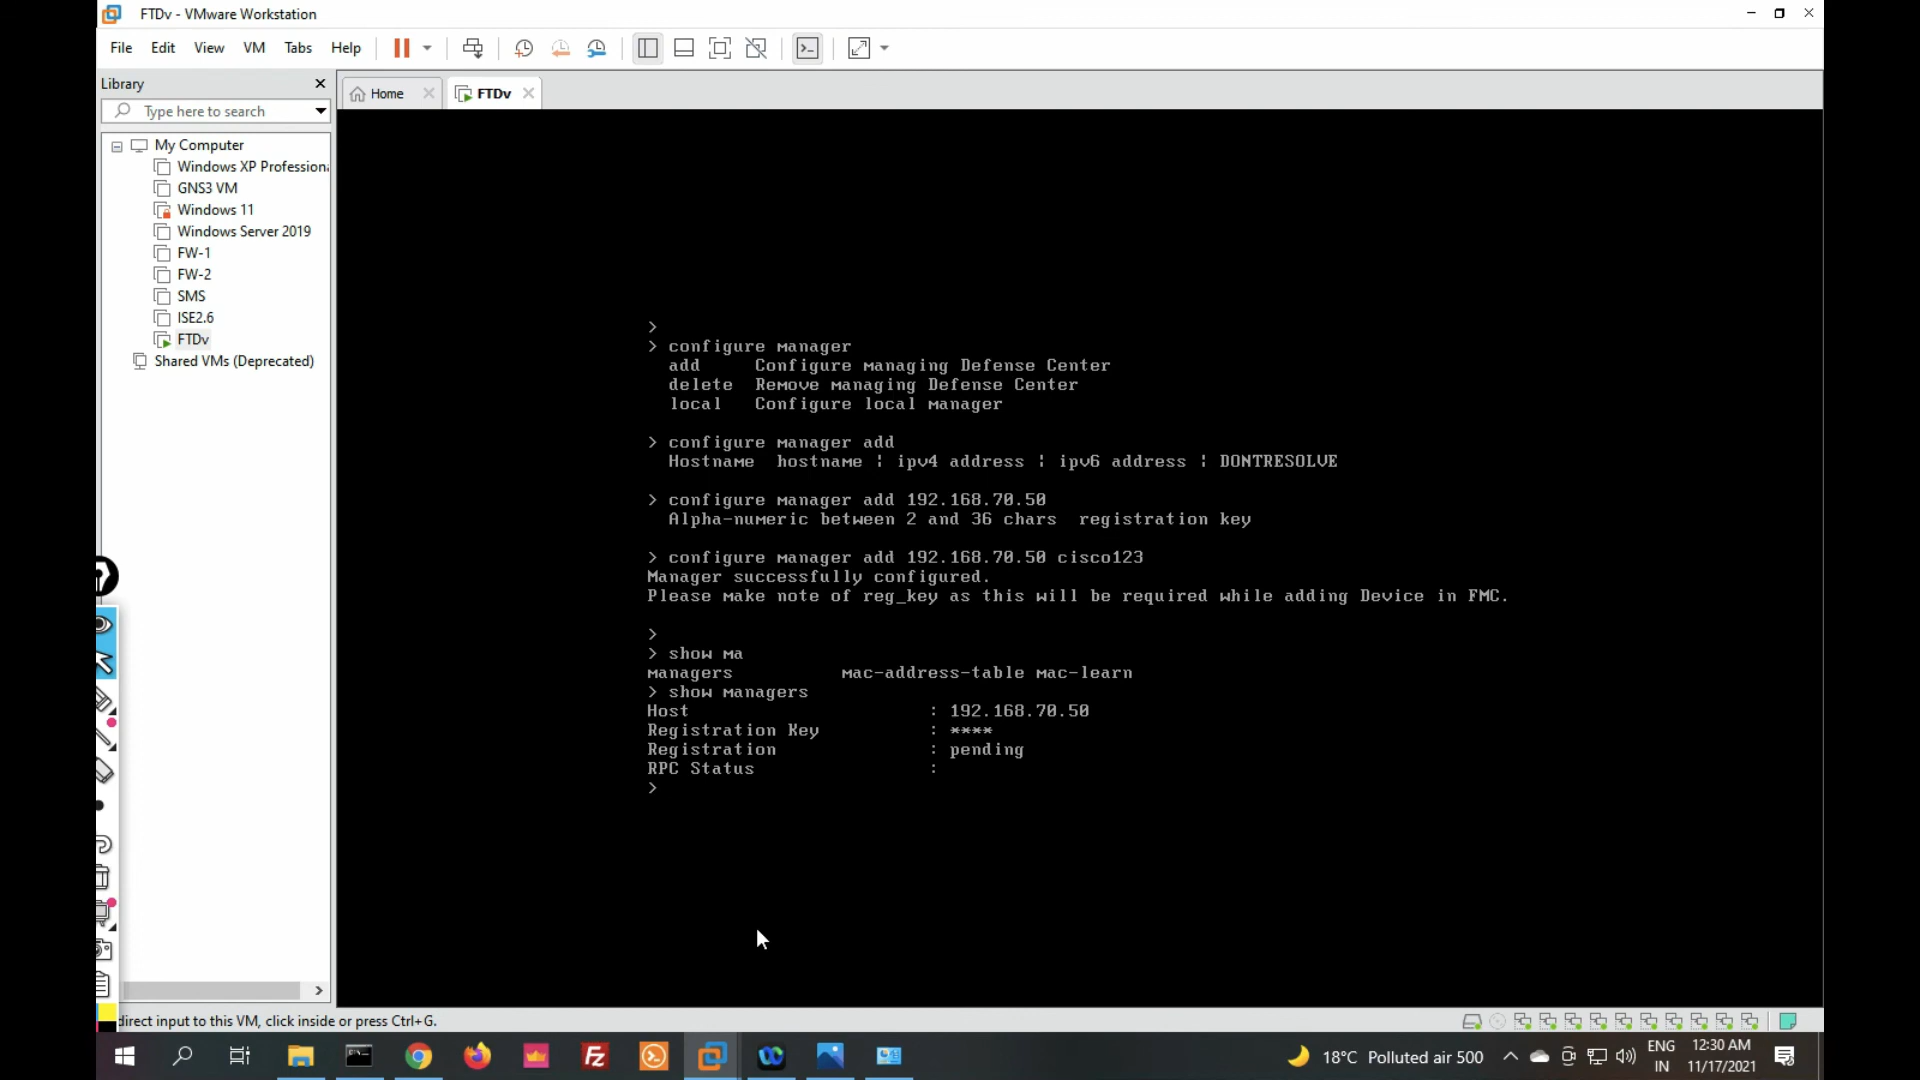 FTDv - VMware Workstation
File Edit View VM Tabs Help
Library
Home FTDv
Type here to search
My Computer
Windows XP Professiona
GNS3 VM
Windows 11
Windows Server 2019
FW-1
FW-2
SMS
ISE2.6
FTDv
Shared VMs (Deprecated)
>
> configure manager
add Configure managing Defense Center
delete Remove managing Defense Center
local Configure local manager
> configure manager add
Hostname hostname ¦ ipv4 address ¦ ipv6 address ¦ DONTRESOLVE
> configure manager add 192.168.70.50
Alpha-numeric between 2 and 36 chars registration key
> configure manager add 192.168.70.50 cisco123
Manager successfully configured.
Please make note of reg_key as this will be required while adding Device in FMC.
>
> show ma
managers mac-address-table mac-learn
> show managers
Host : 192.168.70.50
Registration Key : ****
Registration : pending
RPC Status :
>
direct input to this VM, click inside or press Ctrl+G.
18°C Polluted air 500
ENG
IN
12:30 AM
11/17/2021